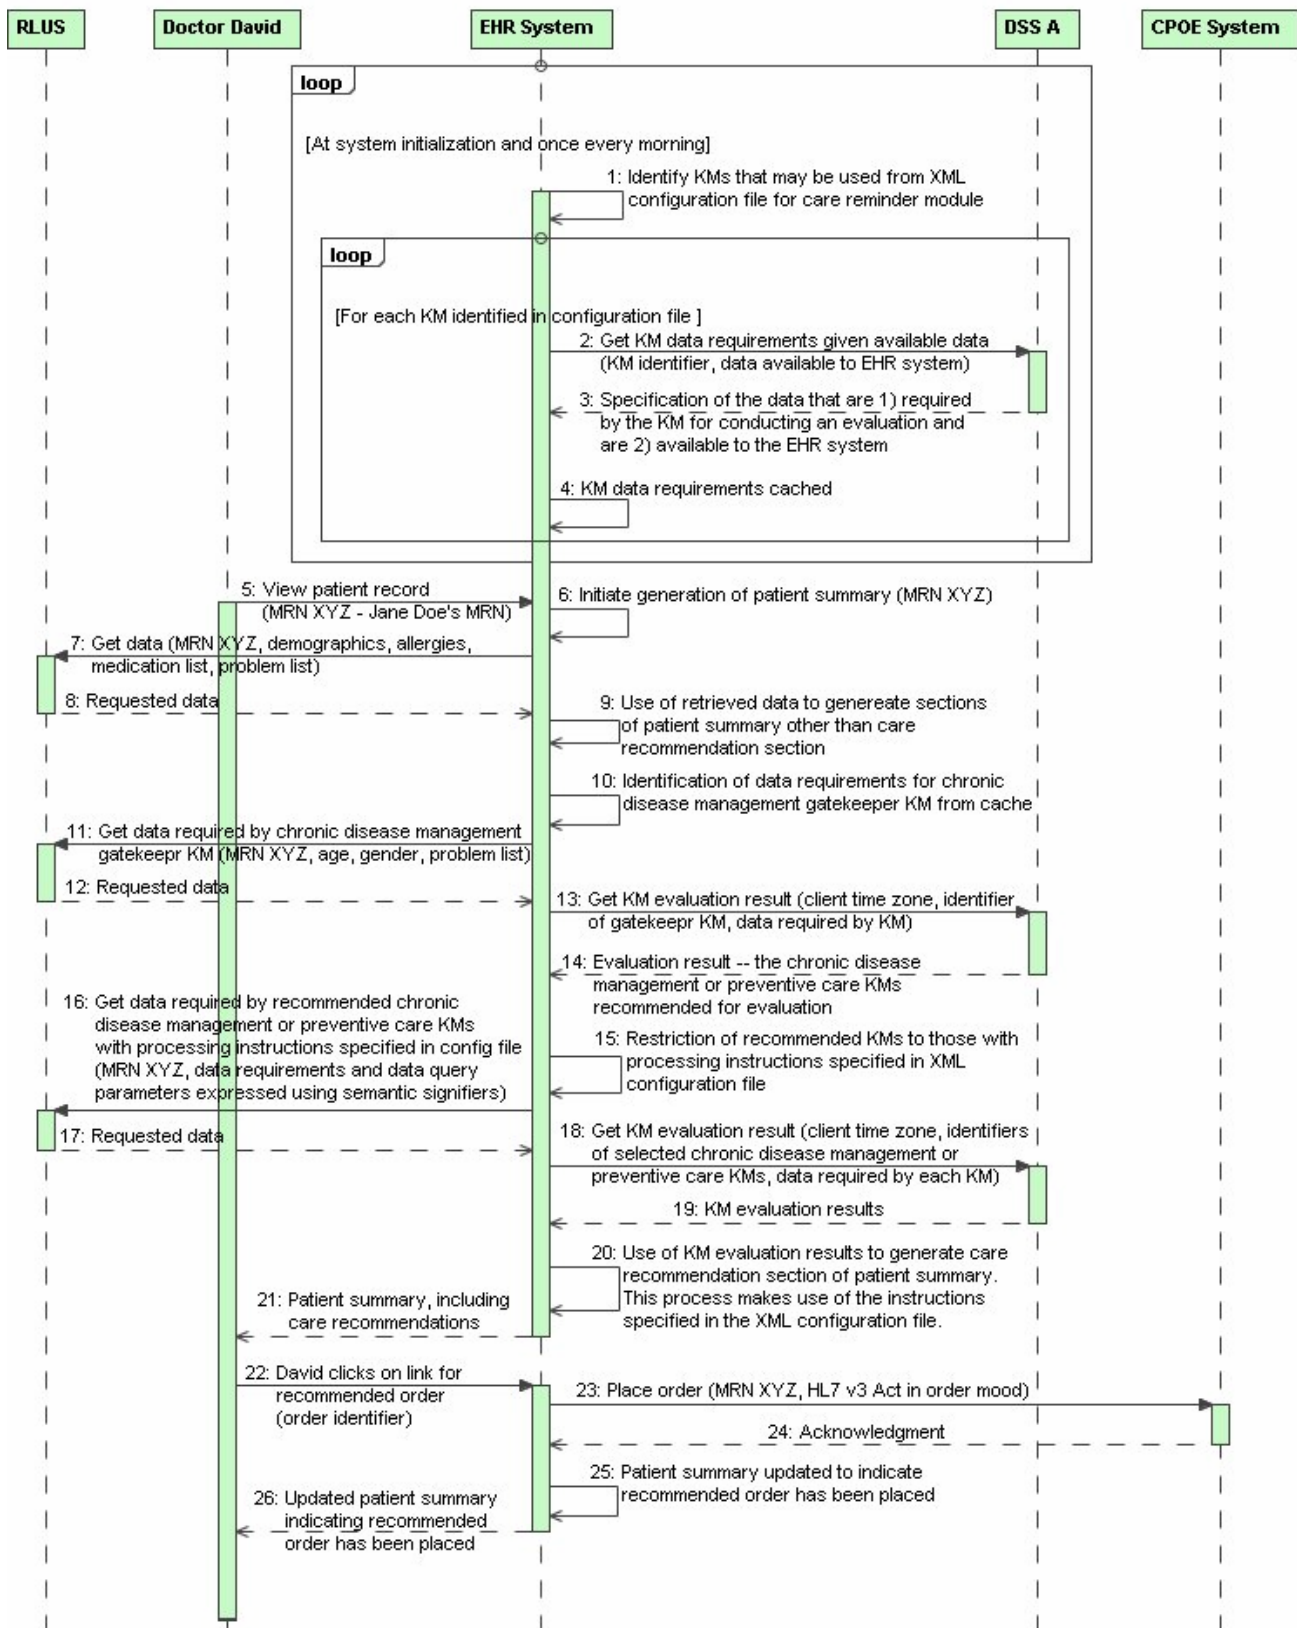 RLUS
Doctor David
EHR System
DSS A
CPOE System
loop
[At system initialization and once every morning]
1: Identify KMs that may be used from XML
configuration file for care reminder module
loop
[For each KM identified in configuration file ]
2: Get KM data requirements given available data
(KM identifier, data available to EHR system)
3: Specification of the data that are 1) required
by the KM for conducting an evaluation and
are 2) available to the EHR system
4: KM data requirements cached
5: View patient record
(MRN XYZ - Jane Doe's MRN)
6: Initiate generation of patient summary (MRN XYZ)
7: Get data (MRN XYZ, demographics, allergies,
medication list, problem list)
8: Requested data
9: Use of retrieved data to genereate sections
of patient summary other than care
recommendation section
10: Identification of data requirements for chronic
disease management gatekeeper KM from cache
11: Get data required by chronic disease management
gatekeepr KM (MRN XYZ, age, gender, problem list)
12: Requested data
13: Get KM evaluation result (client time zone, identifier
of gatekeepr KM, data required by KM)
14: Evaluation result -- the chronic disease
management or preventive care KMs
recommended for evaluation
15: Restriction of recommended KMs to those with
processing instructions specified in XML
configuration file
16: Get data required by recommended chronic
disease management or preventive care KMs
with processing instructions specified in config file
(MRN XYZ, data requirements and data query
parameters expressed using semantic signifiers)
17: Requested data
18: Get KM evaluation result (client time zone, identifiers
of selected chronic disease management or
preventive care KMs, data required by each KM)
19: KM evaluation results
20: Use of KM evaluation results to generate care
recommendation section of patient summary.
This process makes use of the instructions
specified in the XML configuration file.
21: Patient summary, including
care recommendations
22: David clicks on link for
recommended order
(order identifier)
23: Place order (MRN XYZ, HL7 v3 Act in order mood)
24: Acknowledgment
25: Patient summary updated to indicate
recommended order has been placed
26: Updated patient summary
indicating recommended
order has been placed